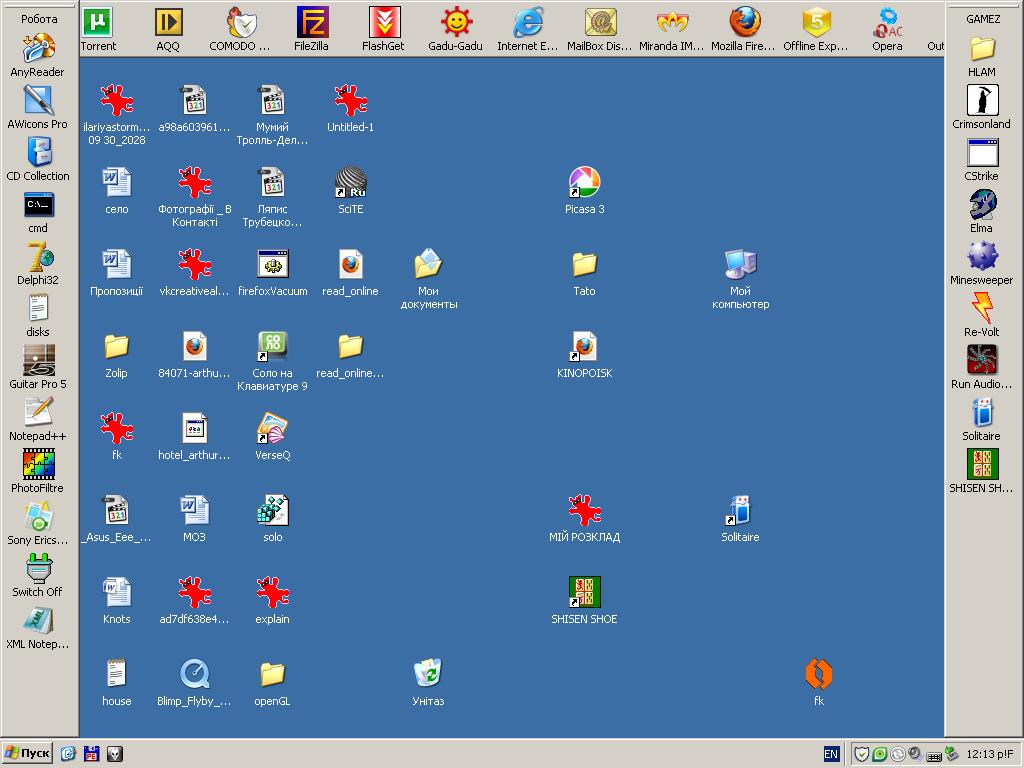 Робота
AnyReader
AWicons Pro
CD Collection
cmd
Delphi32
disks
Guitar Pro 5
Notepad++
PhotoFiltre
Sony Erics...
Switch Off
XML Notep...
Torrent
AQQ
COMODO ...
FileZilla
FlashGet
Gadu-Gadu
Internet E...
MailBox Dis...
Miranda IM...
Mozilla Fire...
Offline Exp...
Opera
Out
GAMEZ
HLAM
Crimsonland
CStrike
Elma
Minesweeper
Re-Volt
Run Audio...
Solitaire
SHISEN SH...
ilariyastorm...
09 30_2028
a98a603961...
Мумий
Тролль-Дел...
Untitled-1
село
Фотографії _ В
Контакті
Ляпис
Трубецко...
SciTE
Picasa 3
Пропозиції
vkcreativeal...
firefoxVacuum
read_online
Мои
документы
Tato
Мой
компьютер
Zolip
84071-arthu...
Соло на
Клавиатуре 9
read_online...
KINOPOISK
fk
hotel_arthur...
VerseQ
_Asus_Eee_...
МОЗ
solo
МІЙ РОЗКЛАД
Solitaire
Knots
ad7df638e4...
explain
SHISEN SHOE
house
Blimp_Flyby_...
openGL
Унітаз
fk
Пуск
EN
12:13 p!F